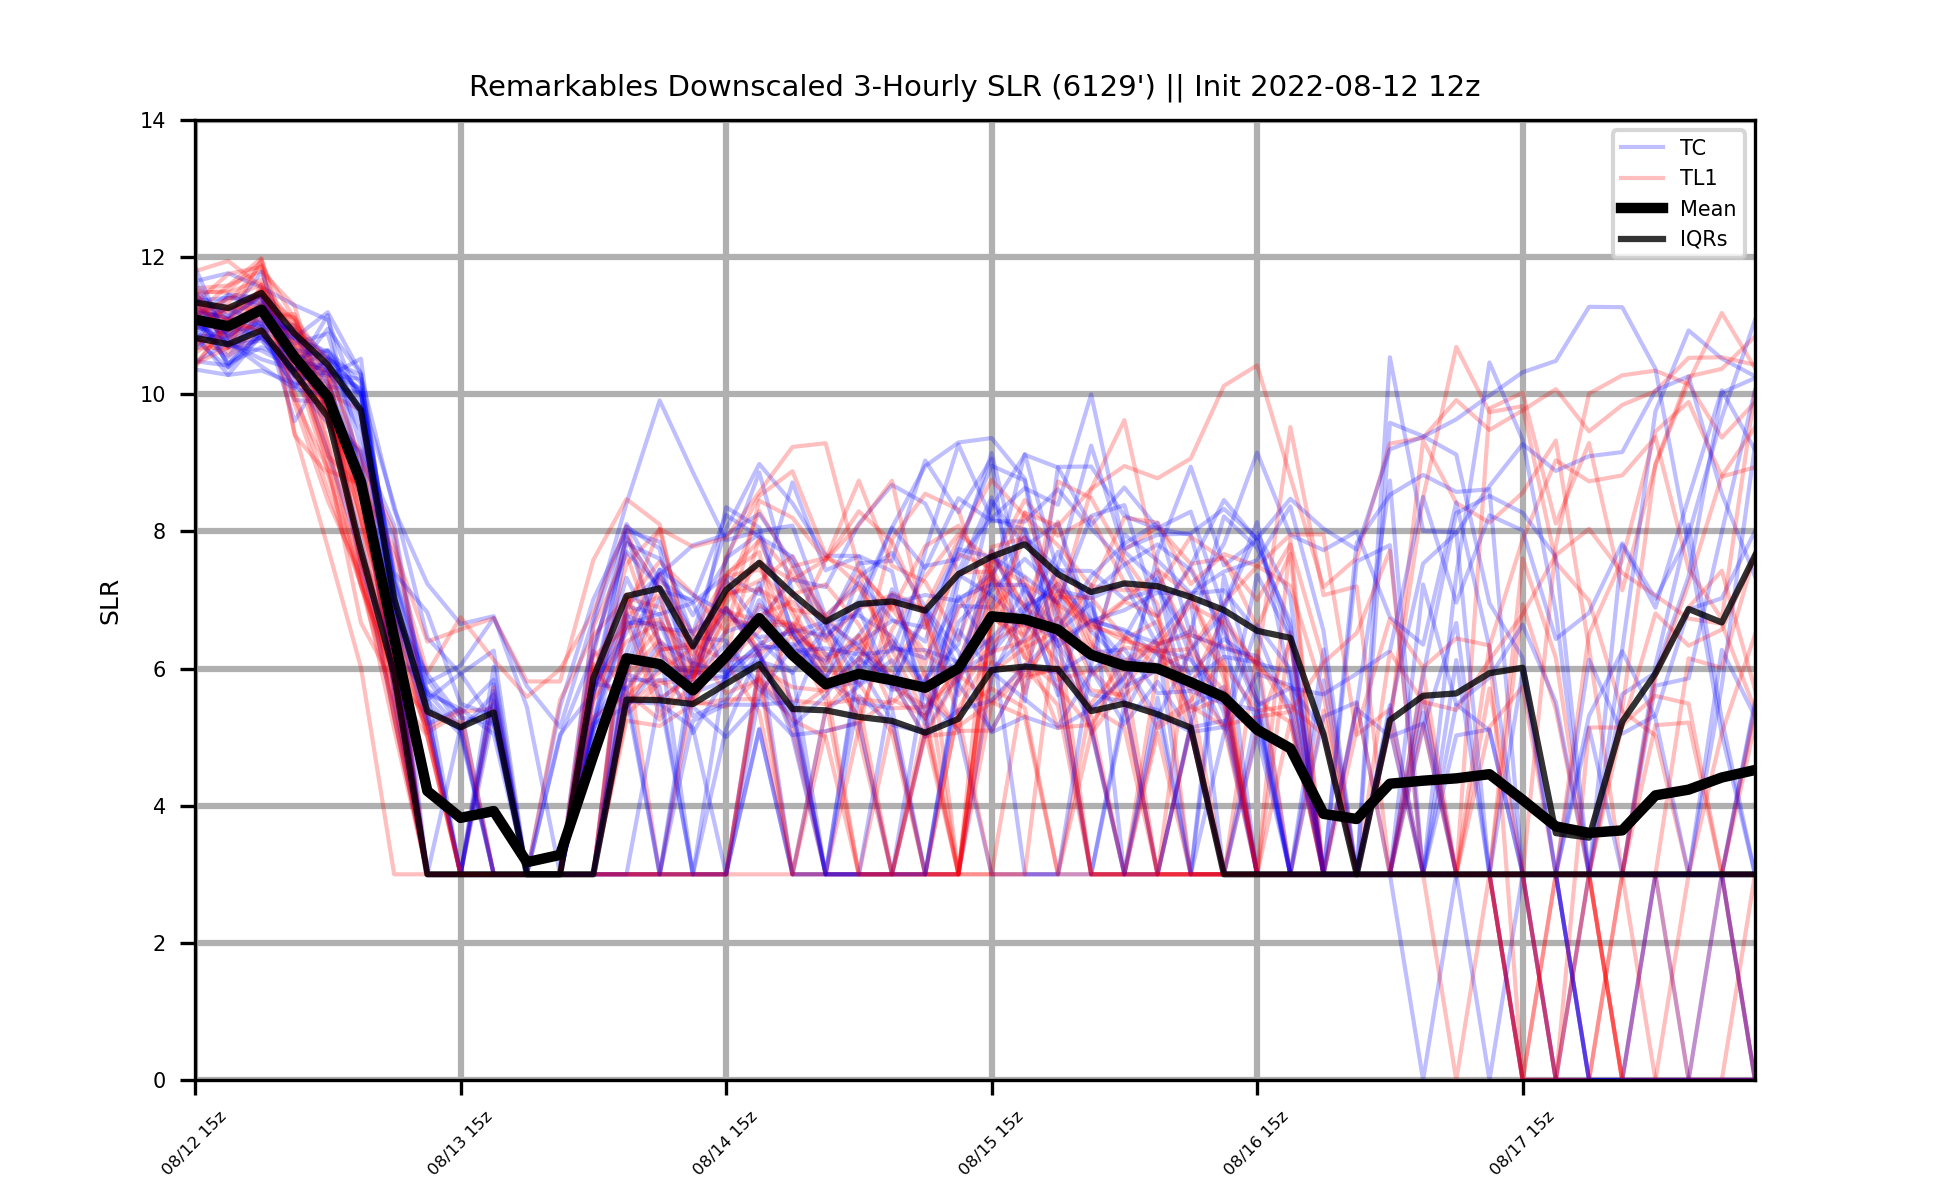 Remarkables Downscaled 3-Hourly SLR (6129') || Init 2022-08-12 12z
14
12
10
8
6
4
2
0
SLR
TC
TL1
Mean
IQRs
08/12 15z
08/13 15z
08/14 15z
08/15 15z
08/16 15z
08/17 15z